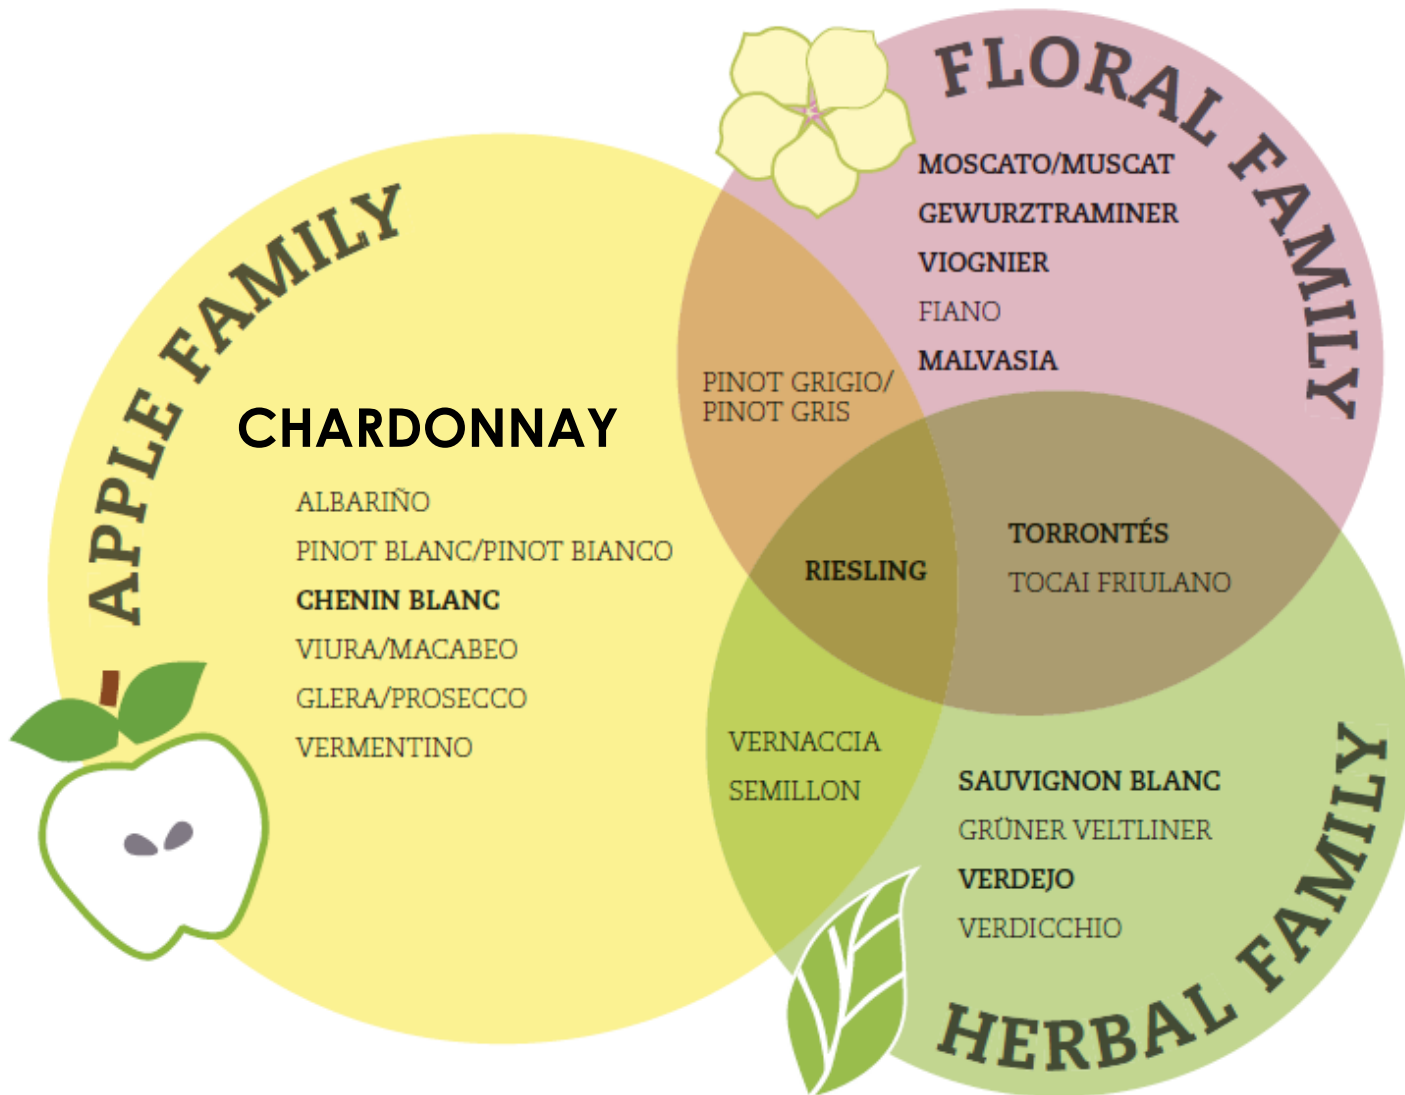 APPLE FAMILY
CHARDONNAY
ALBARIÑO
PINOT BLANC/PINOT BIANCO
CHENIN BLANC
VIURA/MACABEO
GLERA/PROSECCO
VERMENTINO
FLORAL FAMILY
MOSCATO/MUSCAT
GEWURZTRAMINER
VIOGNIER
FIANO
MALVASIA
PINOT GRIGIO/
PINOT GRIS
RIESLING
TORRONTÉS
TOCAI FRIULANO
VERNACCIA
SEMILLON
SAUVIGNON BLANC
GRÜNER VELTLINER
VERDEJO
VERDICCHIO
HERBAL FAMILY